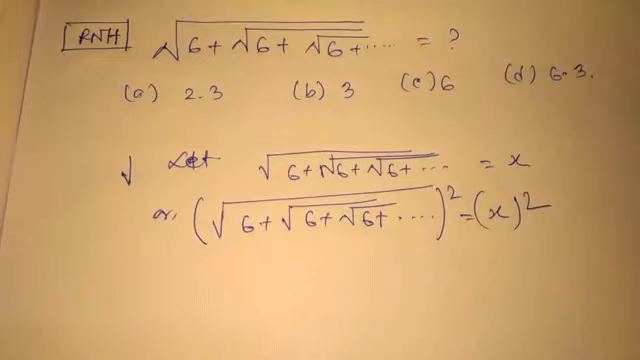 RNH √6+√6+√6+..... = ?
(a) 2.3 (b) 3 (c) 6 (d) 6.3.
√ Let √6+√6+√6+ ... = x
or, (√6+√6+√6+ ....)² = (x)²